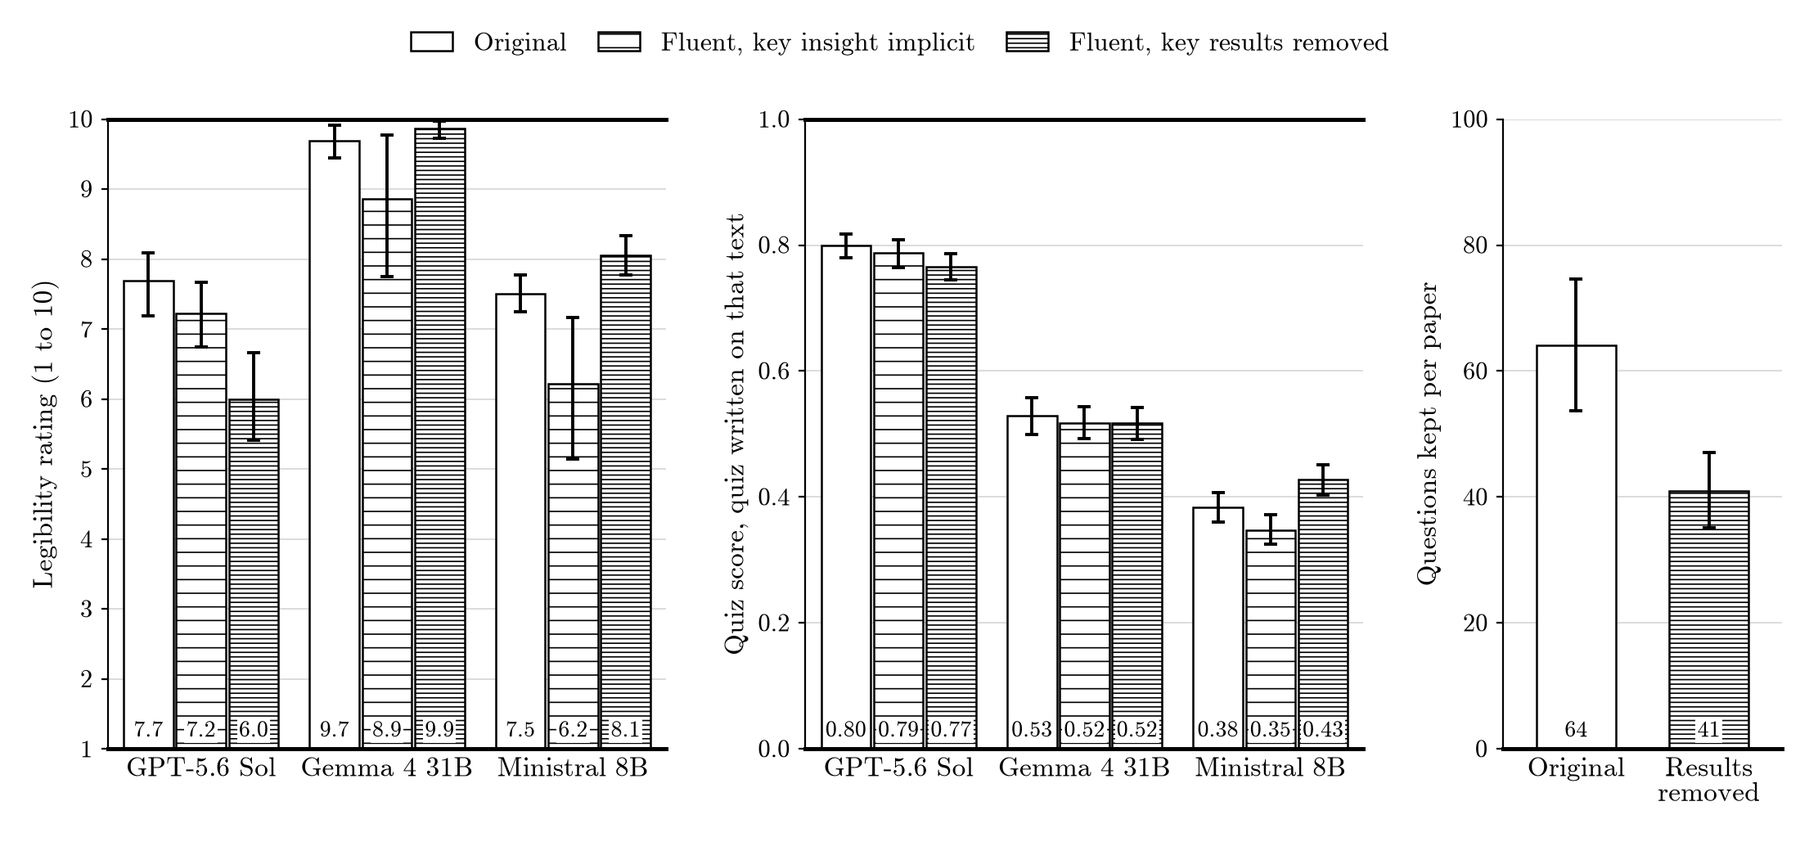 Original
Fluent, key insight implicit
Fluent, key results removed
Legibility rating (1 to 10)
10
9
8
7
6
5
4
3
2
1
7.7
7.2
6.0
9.7
8.9
9.9
7.5
6.2
8.1
GPT-5.6 Sol
Gemma 4 31B
Ministral 8B
Quiz score, quiz written on that text
1.0
0.8
0.6
0.4
0.2
0.0
0.80
0.79
0.77
0.53
0.52
0.52
0.38
0.35
0.43
GPT-5.6 Sol
Gemma 4 31B
Ministral 8B
Questions kept per paper
100
80
60
40
20
0
64
41
Original
Results
removed